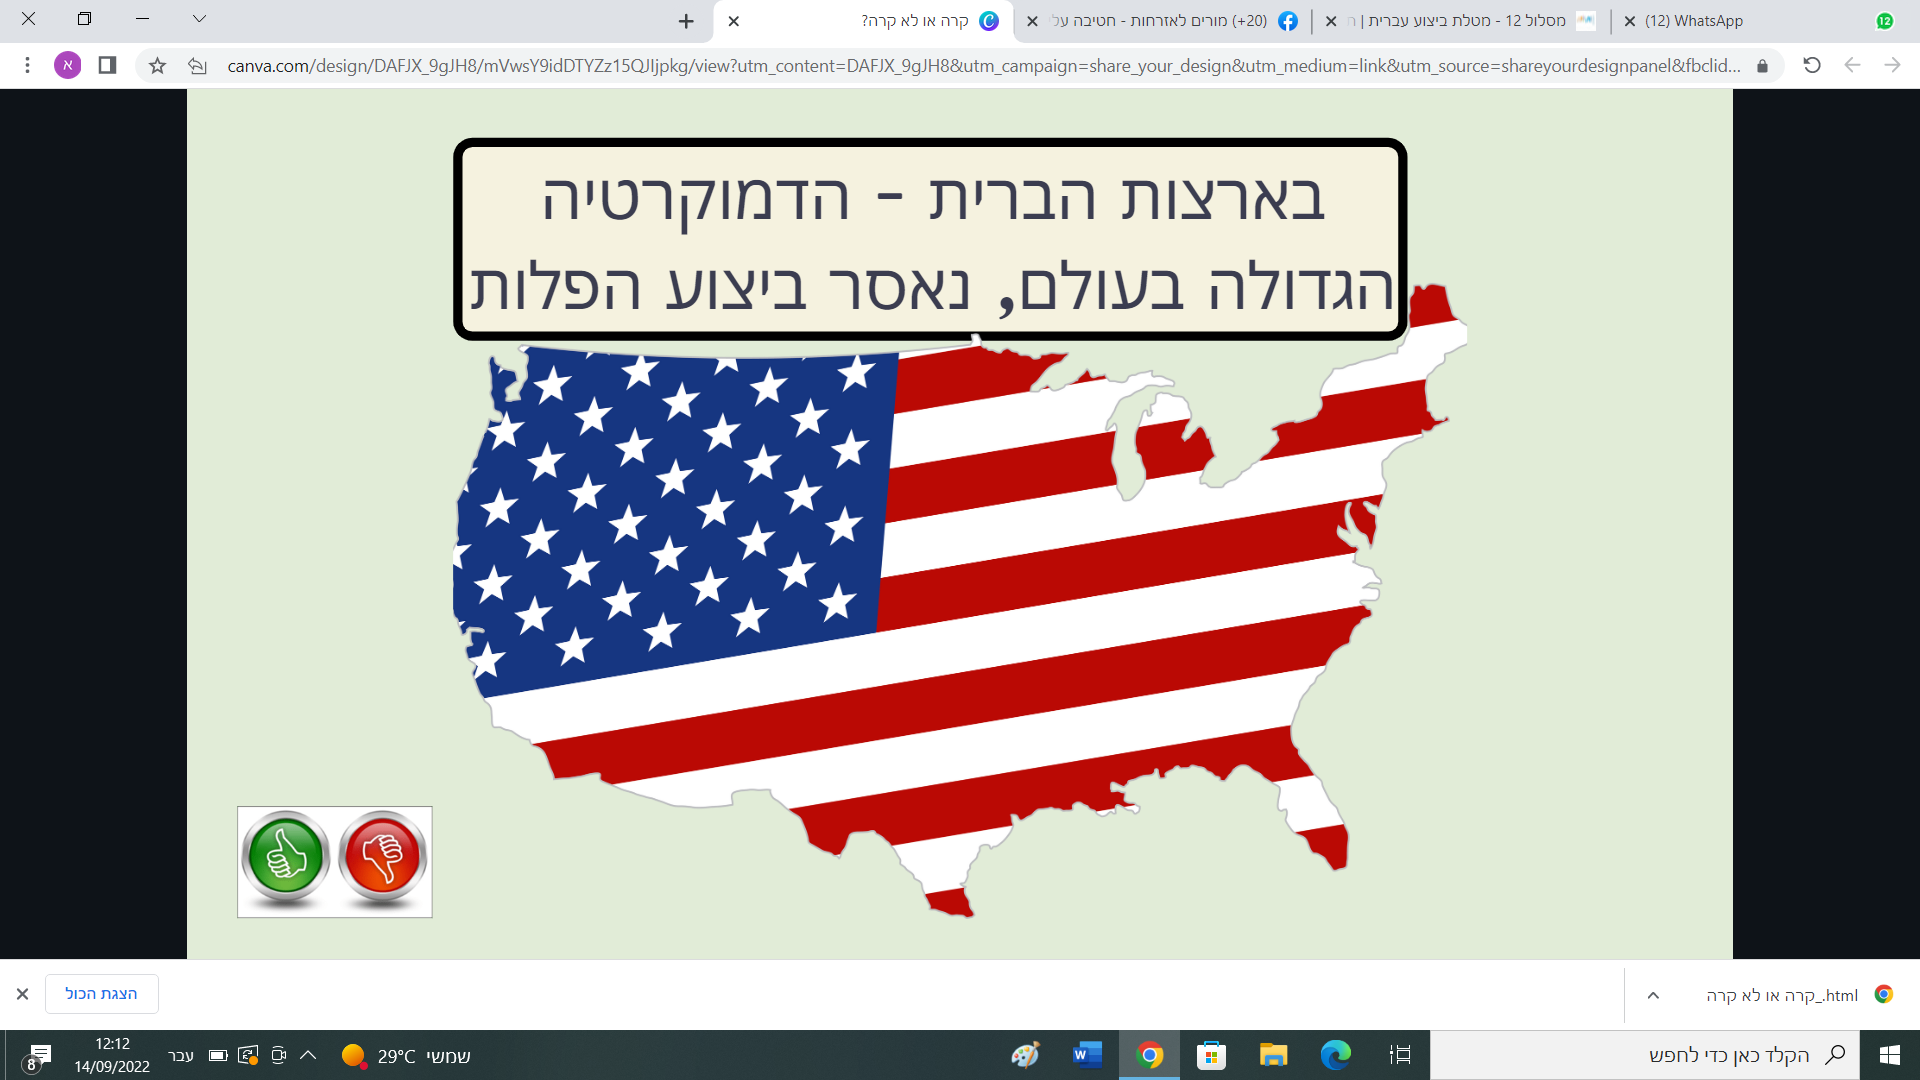 (12) WhatsApp
מסלול 12 - מטלת ביצוע עברית | ח
(20+) מורים לאזרחות - חטיבה על
קרה או לא קרה?
canva.com/design/DAFJX_9gJH8/mVwsY9idDTYZz15QJIjpkg/view?utm_content=DAFJX_9gJH8&utm_campaign=share_your_design&utm_medium=link&utm_source=shareyourdesignpanel&fbclid...
א
בארצות הברית - הדמוקרטיה
הגדולה בעולם, נאסר ביצוע הפלות
קרה או לא קרה_.html
הצגת הכול
הקלד כאן כדי לחפש
29°C שמשי
עבר
12:12
14/09/2022
8